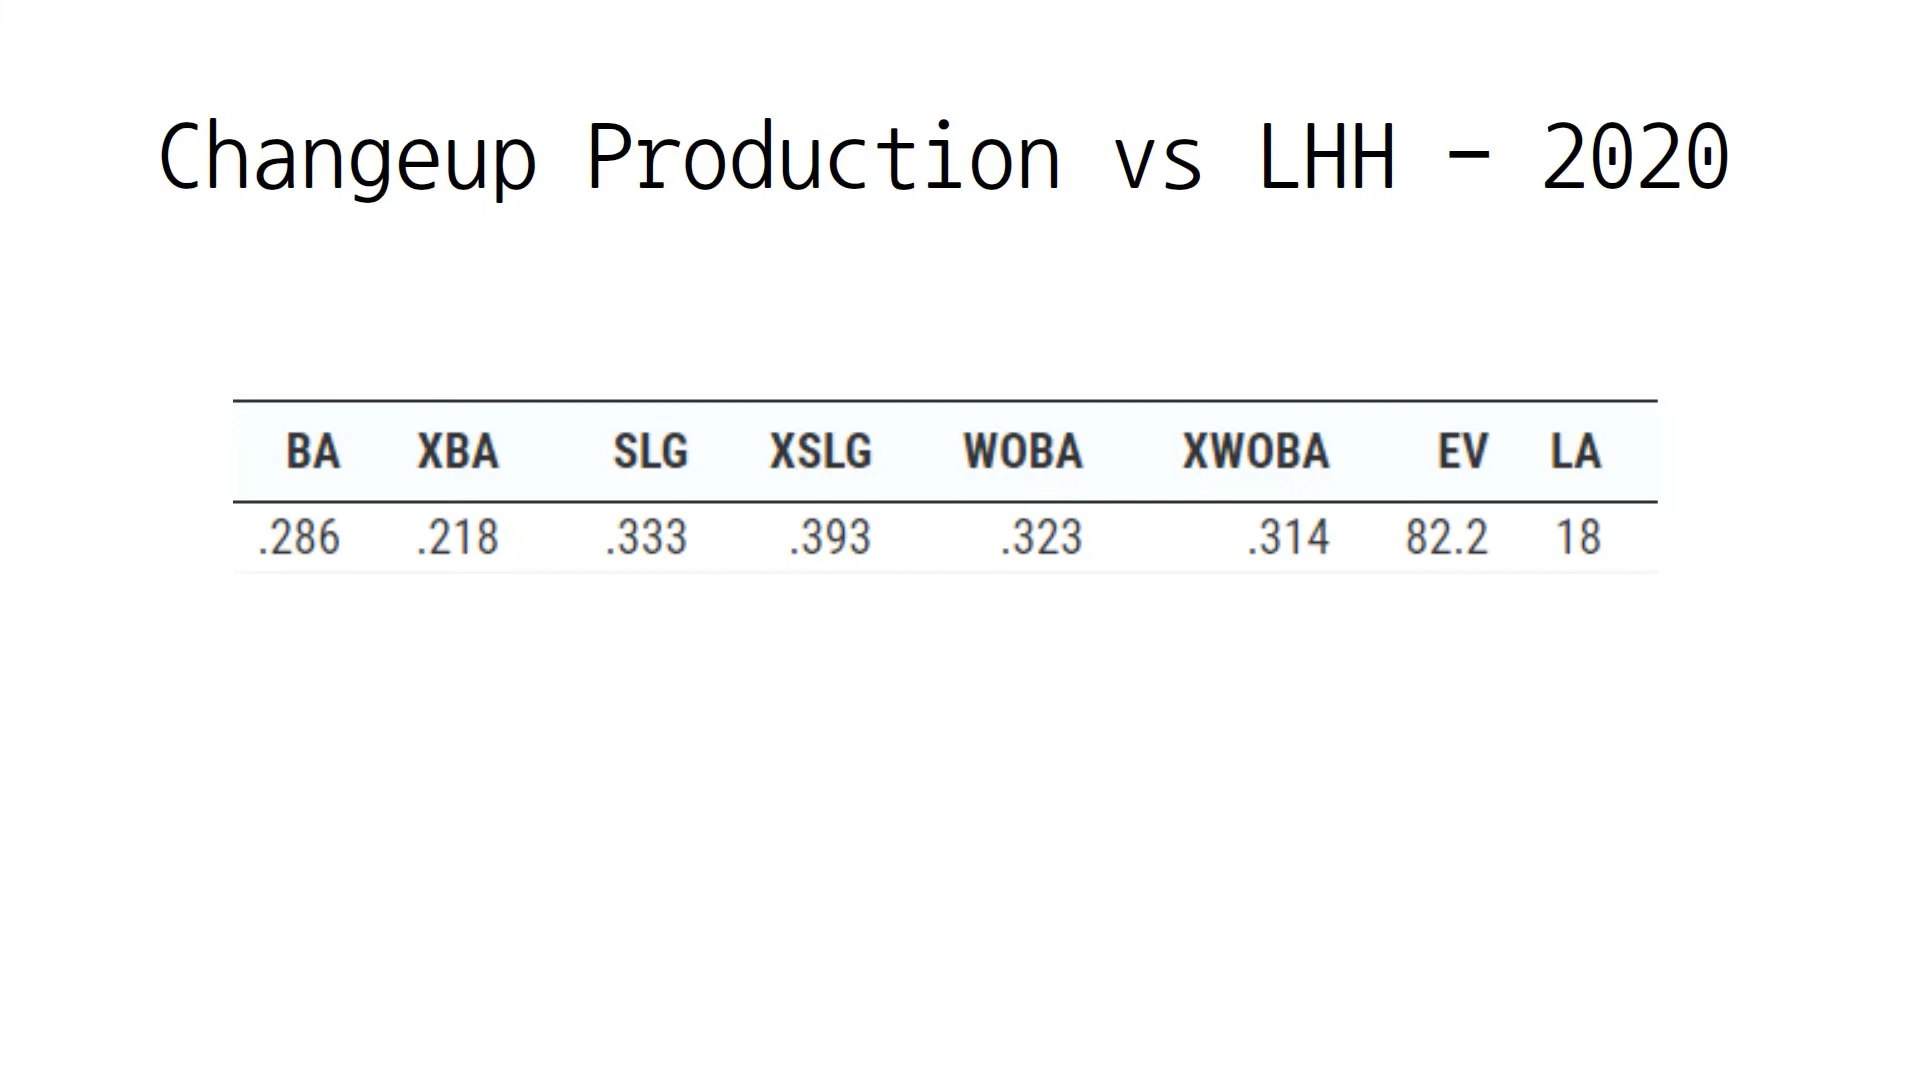 Changeup Production vs LHH - 2020
BA XBA SLG XSLG WOBA XWOBA EV LA
.286 .218 .333 .393 .323 .314 82.2 18